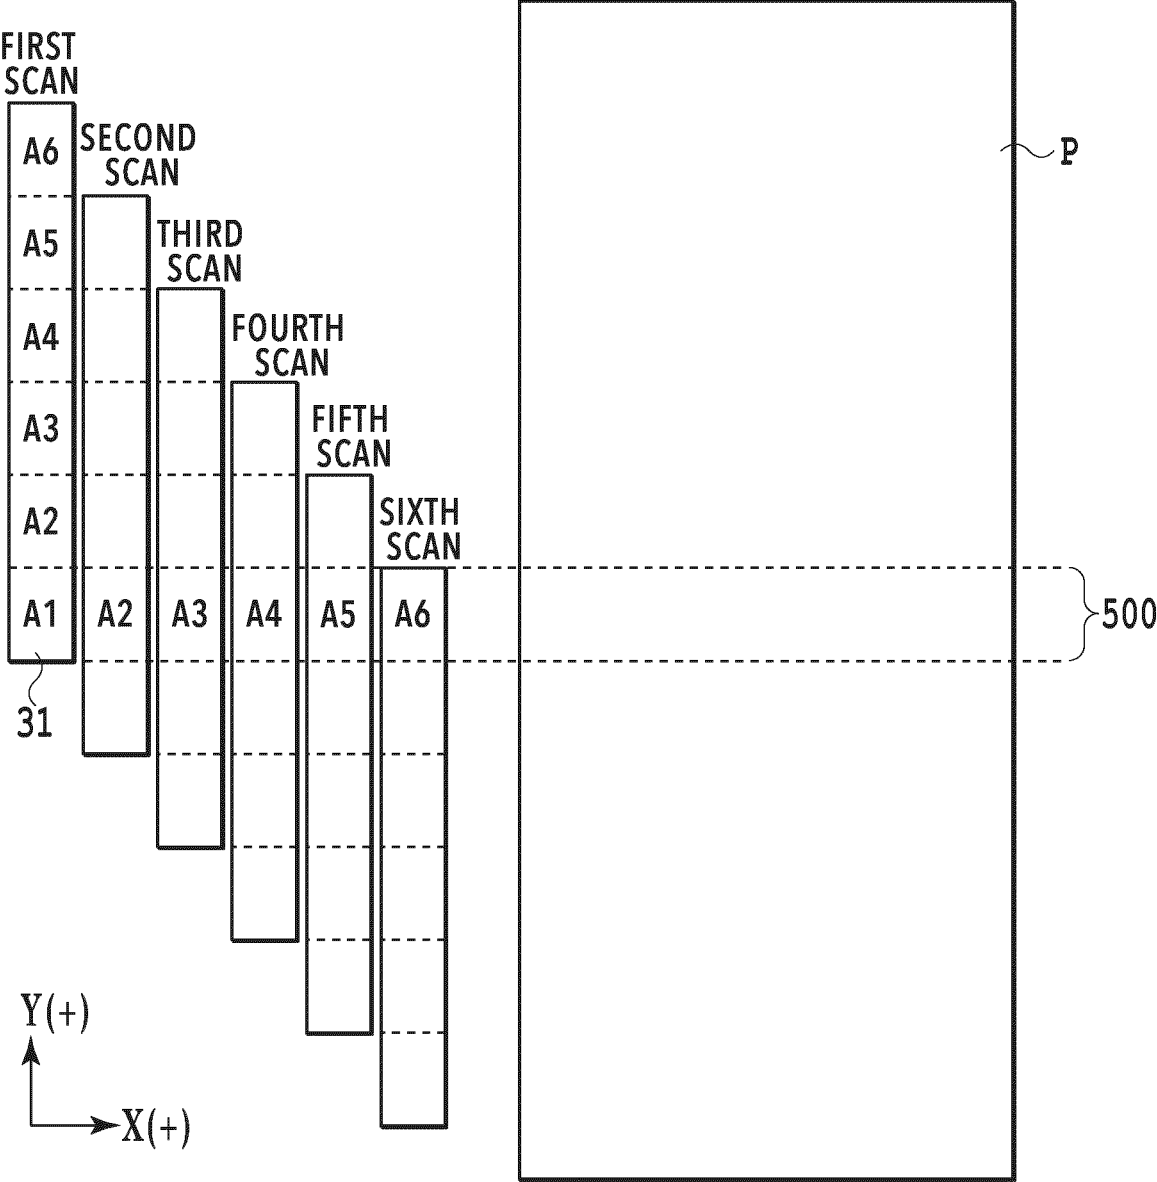 FIRST
SCAN
SECOND
SCAN
THIRD
SCAN
FOURTH
SCAN
FIFTH
SCAN
SIXTH
SCAN
A6
A5
A4
A3
A2
A1 A2 A3 A4 A5 A6
31
P
500
Y(+)
X(+)